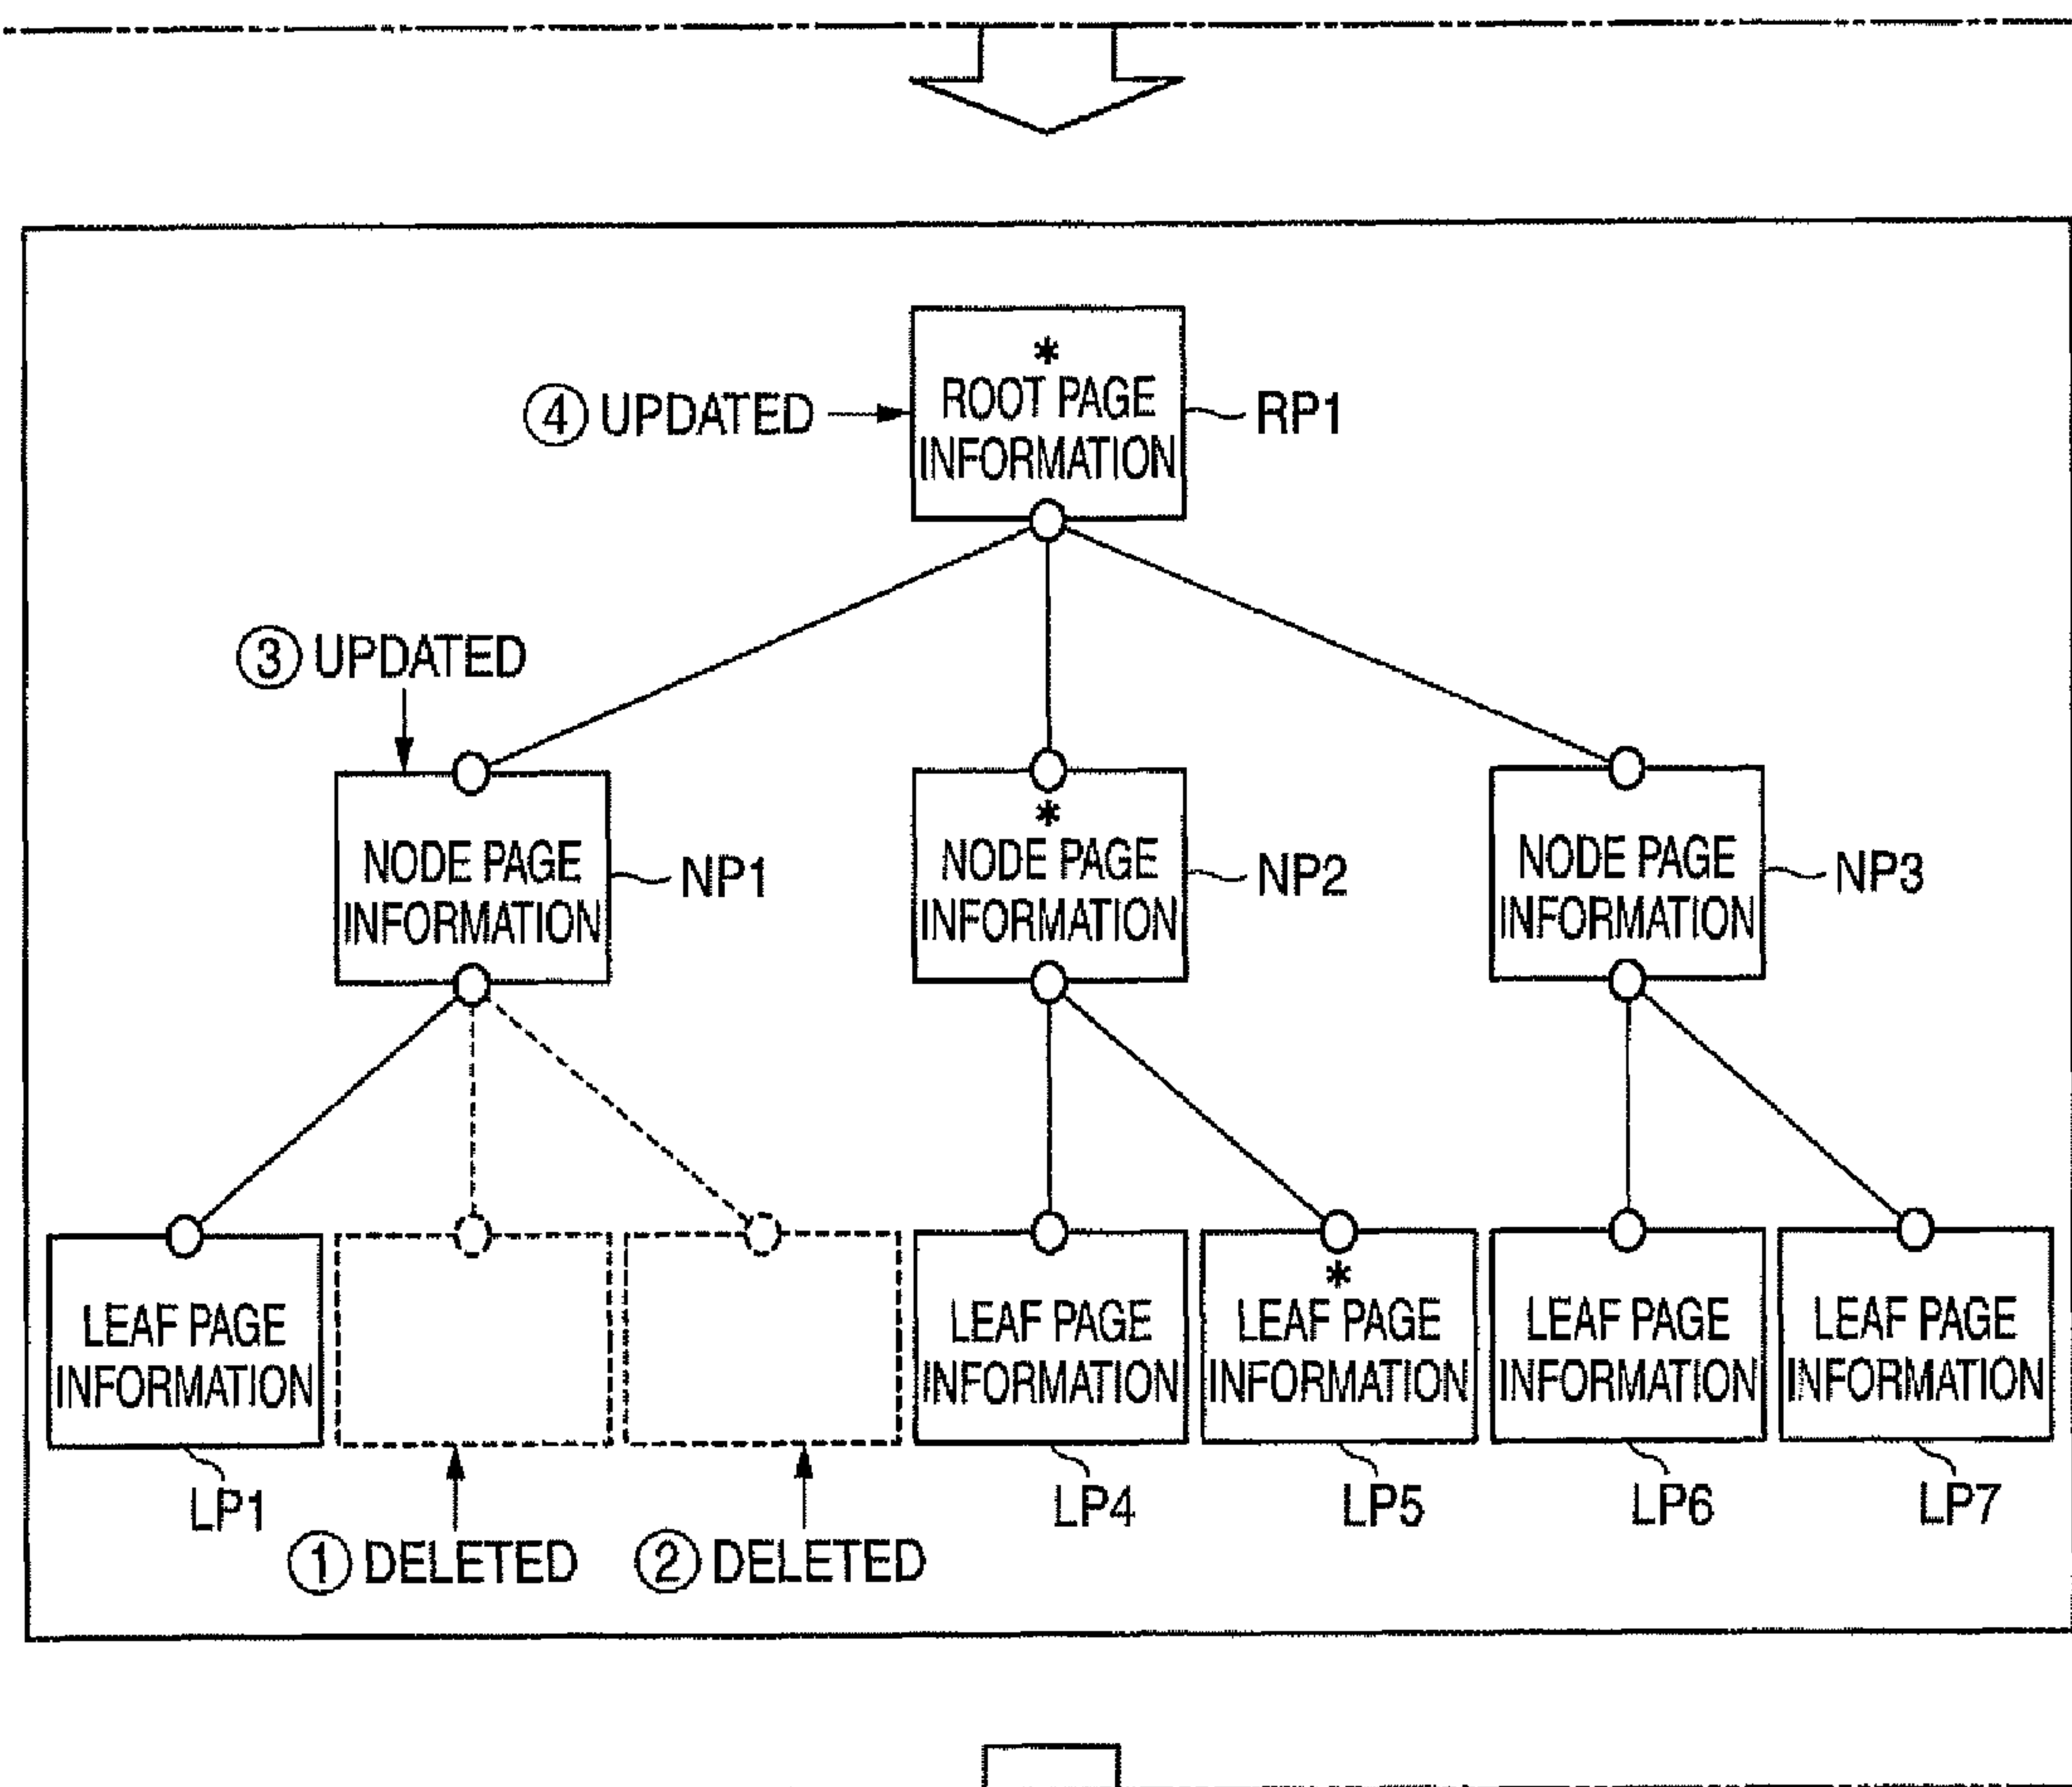 *
ROOT PAGE
INFORMATION
④ UPDATED
RP1
③ UPDATED
NODE PAGE
INFORMATION
NP1
*
NODE PAGE
INFORMATION
NP2
NODE PAGE
INFORMATION
NP3
LEAF PAGE
INFORMATION
LP1
① DELETED
② DELETED
LEAF PAGE
INFORMATION
LP4
*
LEAF PAGE
INFORMATION
LP5
LEAF PAGE
INFORMATION
LP6
LEAF PAGE
INFORMATION
LP7